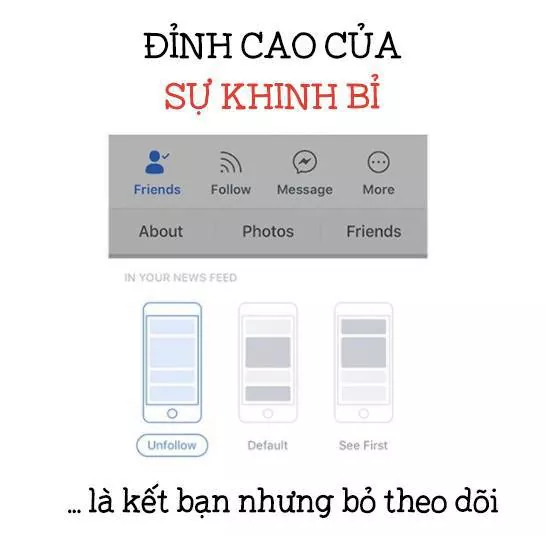 ĐỈNH CAO CỦA
SỰ KHINH BỈ
Friends Follow Message More
About Photos Friends
IN YOUR NEWS FEED
Unfollow Default See First
... là kết bạn nhưng bỏ theo dõi